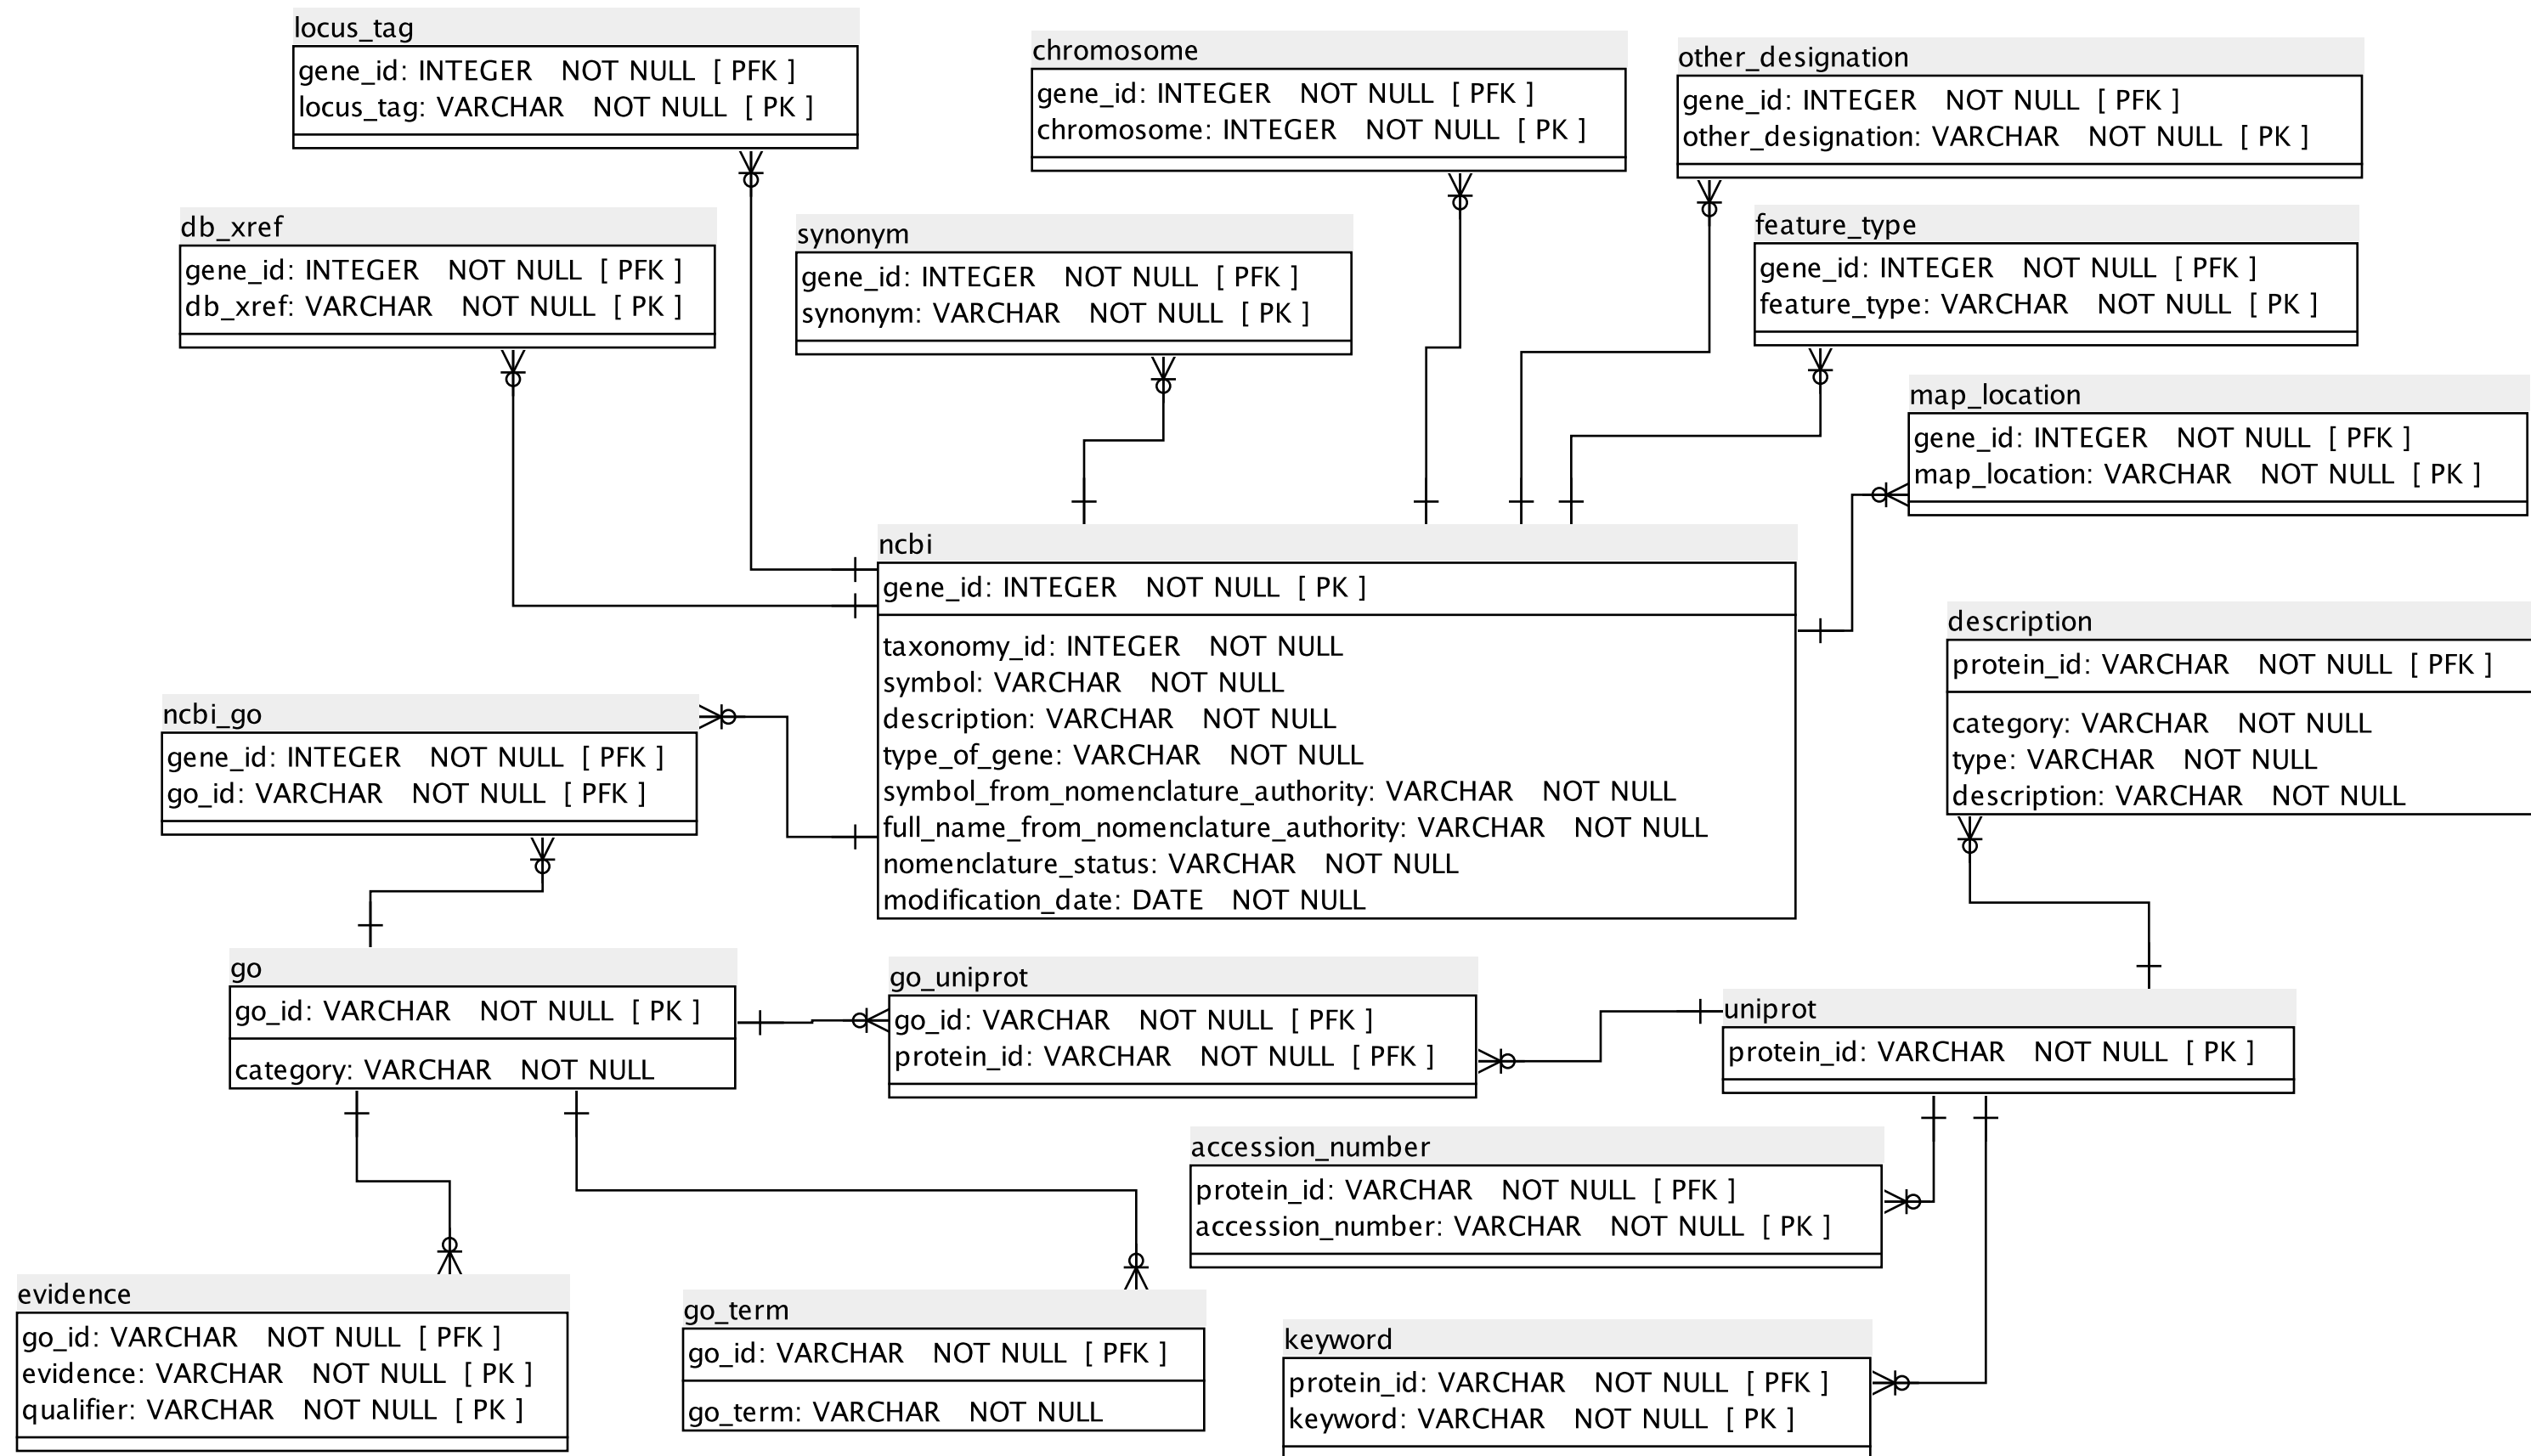 locus_tag
gene_id: INTEGER NOT NULL [ PFK ]
locus_tag: VARCHAR NOT NULL [ PK ]
chromosome
gene_id: INTEGER NOT NULL [ PFK ]
chromosome: INTEGER NOT NULL [ PK ]
other_designation
gene_id: INTEGER NOT NULL [ PFK ]
other_designation: VARCHAR NOT NULL [ PK ]
db_xref
gene_id: INTEGER NOT NULL [ PFK ]
db_xref: VARCHAR NOT NULL [ PK ]
synonym
gene_id: INTEGER NOT NULL [ PFK ]
synonym: VARCHAR NOT NULL [ PK ]
feature_type
gene_id: INTEGER NOT NULL [ PFK ]
feature_type: VARCHAR NOT NULL [ PK ]
map_location
gene_id: INTEGER NOT NULL [ PFK ]
map_location: VARCHAR NOT NULL [ PK ]
ncbi
gene_id: INTEGER NOT NULL [ PK ]
taxonomy_id: INTEGER NOT NULL
symbol: VARCHAR NOT NULL
description: VARCHAR NOT NULL
type_of_gene: VARCHAR NOT NULL
symbol_from_nomenclature_authority: VARCHAR NOT NULL
full_name_from_nomenclature_authority: VARCHAR NOT NULL
nomenclature_status: VARCHAR NOT NULL
modification_date: DATE NOT NULL
description
protein_id: VARCHAR NOT NULL [ PFK ]
category: VARCHAR NOT NULL
type: VARCHAR NOT NULL
description: VARCHAR NOT NULL
ncbi_go
gene_id: INTEGER NOT NULL [ PFK ]
go_id: VARCHAR NOT NULL [ PFK ]
go
go_id: VARCHAR NOT NULL [ PK ]
category: VARCHAR NOT NULL
go_uniprot
go_id: VARCHAR NOT NULL [ PFK ]
protein_id: VARCHAR NOT NULL [ PFK ]
uniprot
protein_id: VARCHAR NOT NULL [ PK ]
accession_number
protein_id: VARCHAR NOT NULL [ PFK ]
accession_number: VARCHAR NOT NULL [ PK ]
evidence
go_id: VARCHAR NOT NULL [ PFK ]
evidence: VARCHAR NOT NULL [ PK ]
qualifier: VARCHAR NOT NULL [ PK ]
go_term
go_id: VARCHAR NOT NULL [ PFK ]
go_term: VARCHAR NOT NULL
keyword
protein_id: VARCHAR NOT NULL [ PFK ]
keyword: VARCHAR NOT NULL [ PK ]